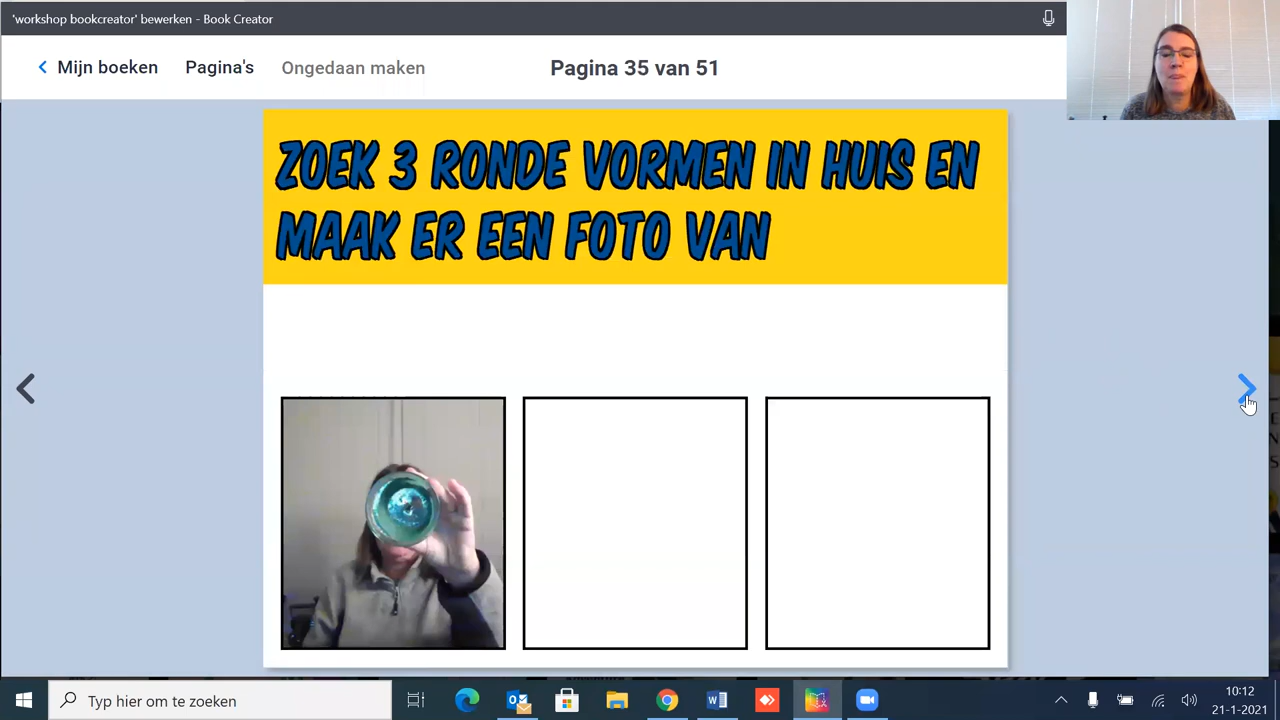 'workshop bookcreator' bewerken - Book Creator
Mijn boeken Pagina's Ongedaan maken Pagina 35 van 51
ZOEK 3 RONDE VORMEN IN HUIS EN
MAAK ER EEN FOTO VAN
Typ hier om te zoeken
10:12
21-1-2021